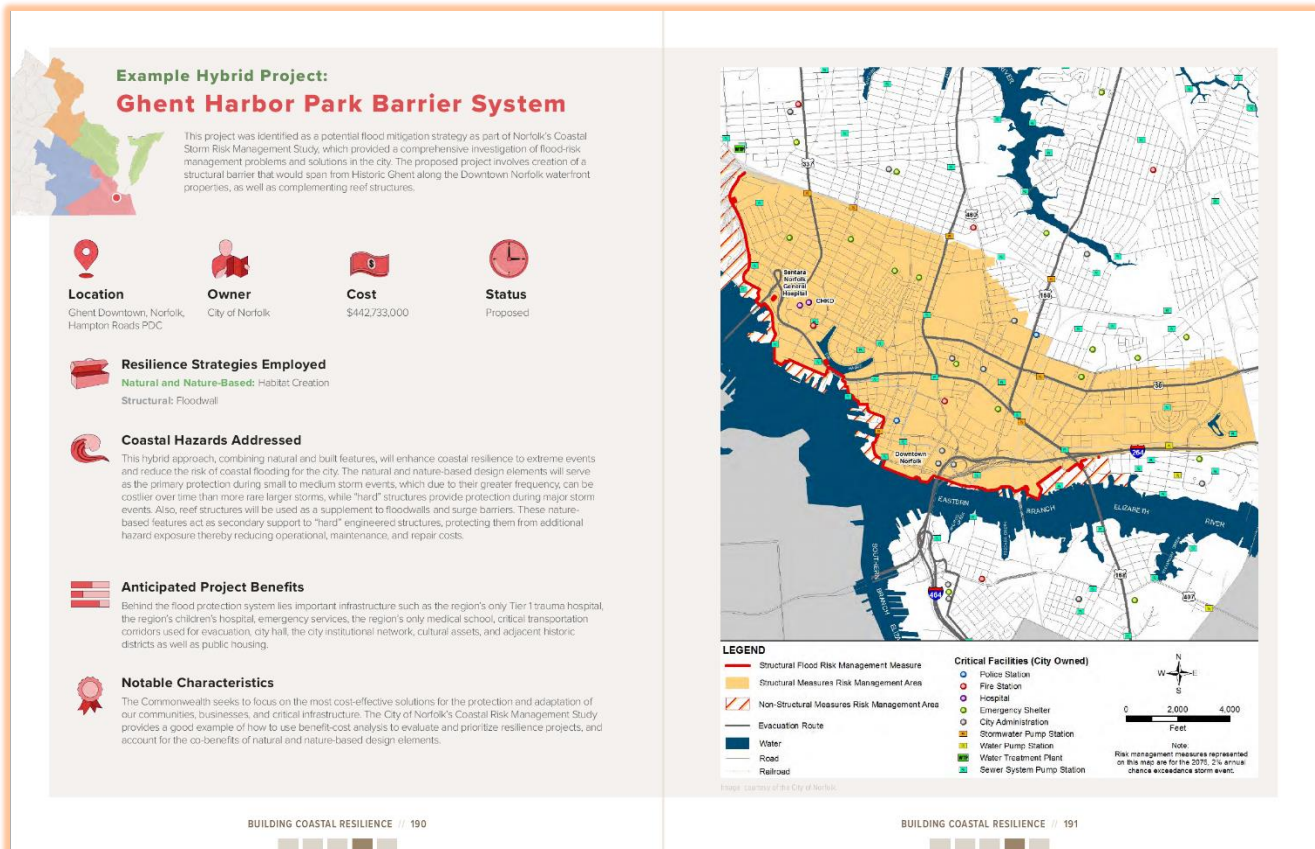 Example Hybrid Project:
Ghent Harbor Park Barrier System
This project was identified as a potential flood mitigation strategy as part of Norfolk's Coastal
Storm Risk Management Study, which provided a comprehensive investigation of flood-risk
management problems and solutions in the city. The proposed project involves creation of a
structural barrier that would span from Historic Ghent along the Downtown Norfolk waterfront
properties, as well as complementing reef structures.
Location
Ghent Downtown, Norfolk,
Hampton Roads PDC
Owner
City of Norfolk
Cost
$442,733,000
Status
Proposed
Resilience Strategies Employed
Natural and Nature-Based: Habitat Creation
Structural: Floodwall
Coastal Hazards Addressed
This hybrid approach, combining natural and built features, will enhance coastal resilience to extreme events
and reduce the risk of coastal flooding for the city. The natural and nature-based design elements will serve
as the primary protection during small to medium storm events, which due to their greater frequency, can be
costlier over time than more rare larger storms, while "hard" structures provide protection during major storm
events. Also, reef structures will be used as a supplement to floodwalls and surge barriers. These nature-
based features act as secondary support to "hard" engineered structures, protecting them from additional
hazard exposure thereby reducing operational, maintenance, and repair costs.
Anticipated Project Benefits
Behind the flood protection system lies important infrastructure such as the region's only Tier 1 trauma hospital,
the region's children's hospital, emergency services, the region's only medical school, critical transportation
corridors used for evacuation, city hall, the city institutional network, cultural assets, and adjacent historic
districts as well as public housing.
Notable Characteristics
The Commonwealth seeks to focus on the most cost-effective solutions for the protection and adaptation of
our communities, businesses, and critical infrastructure. The City of Norfolk's Coastal Risk Management Study
provides a good example of how to use benefit-cost analysis to evaluate and prioritize resilience projects, and
account for the co-benefits of natural and nature-based design elements.
BUILDING COASTAL RESILIENCE // 190
RIVER
337
460
168
Sentara
Norfolk
General
Hospital
CHKD
58
264
Downtown
Norfolk
EASTERN
BRANCH
ELIZABETH
RIVER
SOUTHERN
BRANCH
464
168
407
LEGEND
Structural Flood Risk Management Measure
Structural Measures Risk Management Area
Non-Structural Measures Risk Management Area
Evacuation Route
Water
Road
Railroad
Critical Facilities (City Owned)
Police Station
Fire Station
Hospital
Emergency Shelter
City Administration
Stormwater Pump Station
Water Pump Station
Water Treatment Plant
Sewer System Pump Station
N
W E
S
0 2,000 4,000
Feet
Note:
Risk management measures represented
on this map are for the 2076, 2% annual
chance exceedance storm event.
Image: courtesy of the City of Norfolk.
BUILDING COASTAL RESILIENCE // 191